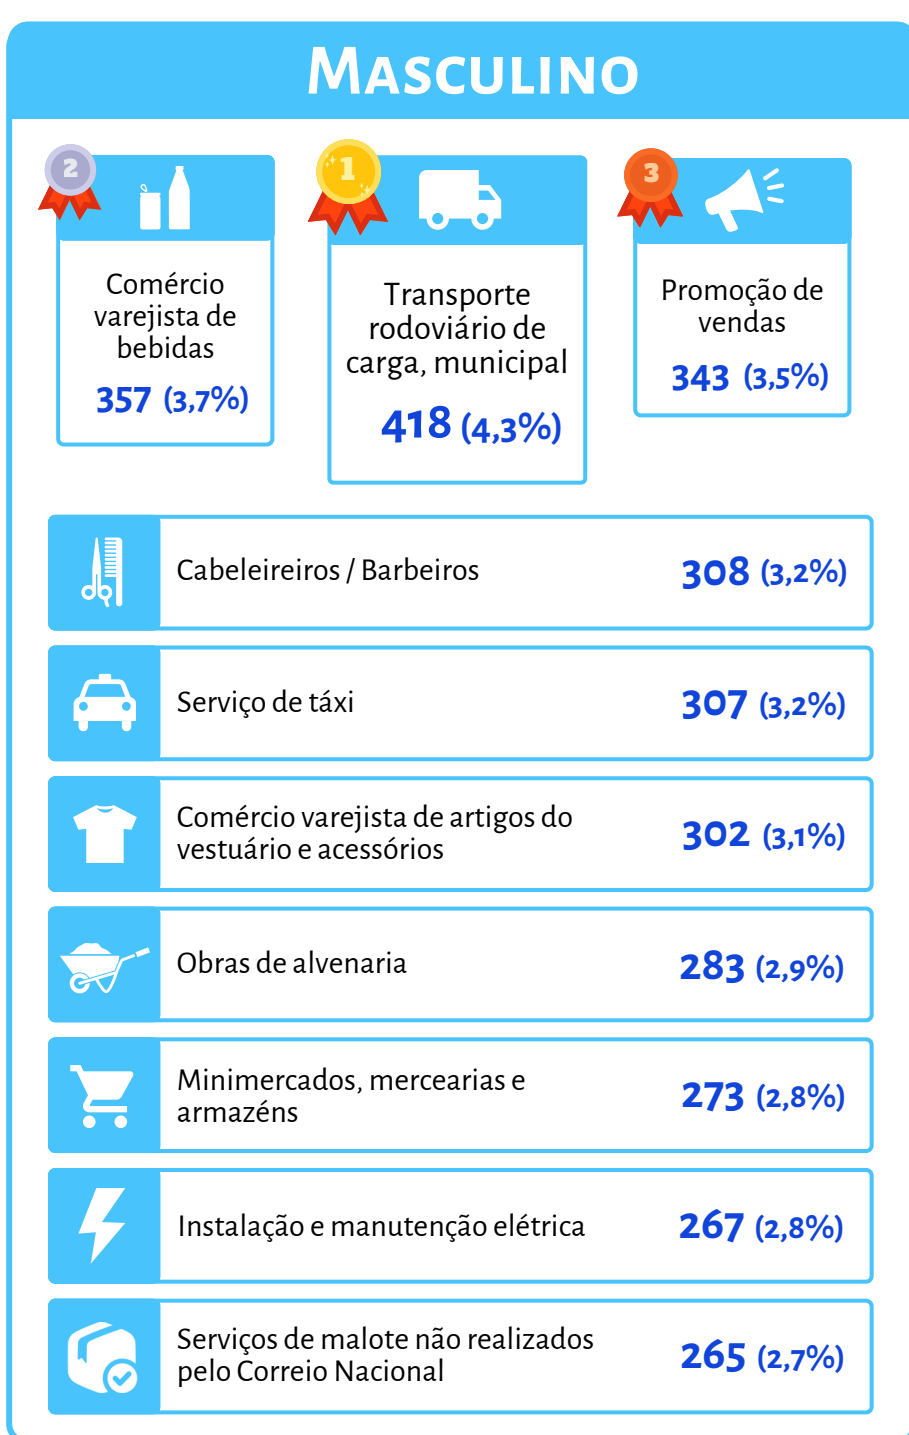 Masculino
2
Comércio
varejista de
bebidas
357 (3,7%)
1
Transporte
rodoviário de
carga, municipal
418 (4,3%)
3
Promoção de
vendas
343 (3,5%)
Cabeleireiros / Barbeiros
308 (3,2%)
Serviço de táxi
307 (3,2%)
Comércio varejista de artigos do
vestuário e acessórios
302 (3,1%)
Obras de alvenaria
283 (2,9%)
Minimercados, mercearias e
armazéns
273 (2,8%)
Instalação e manutenção elétrica
267 (2,8%)
Serviços de malote não realizados
pelo Correio Nacional
265 (2,7%)